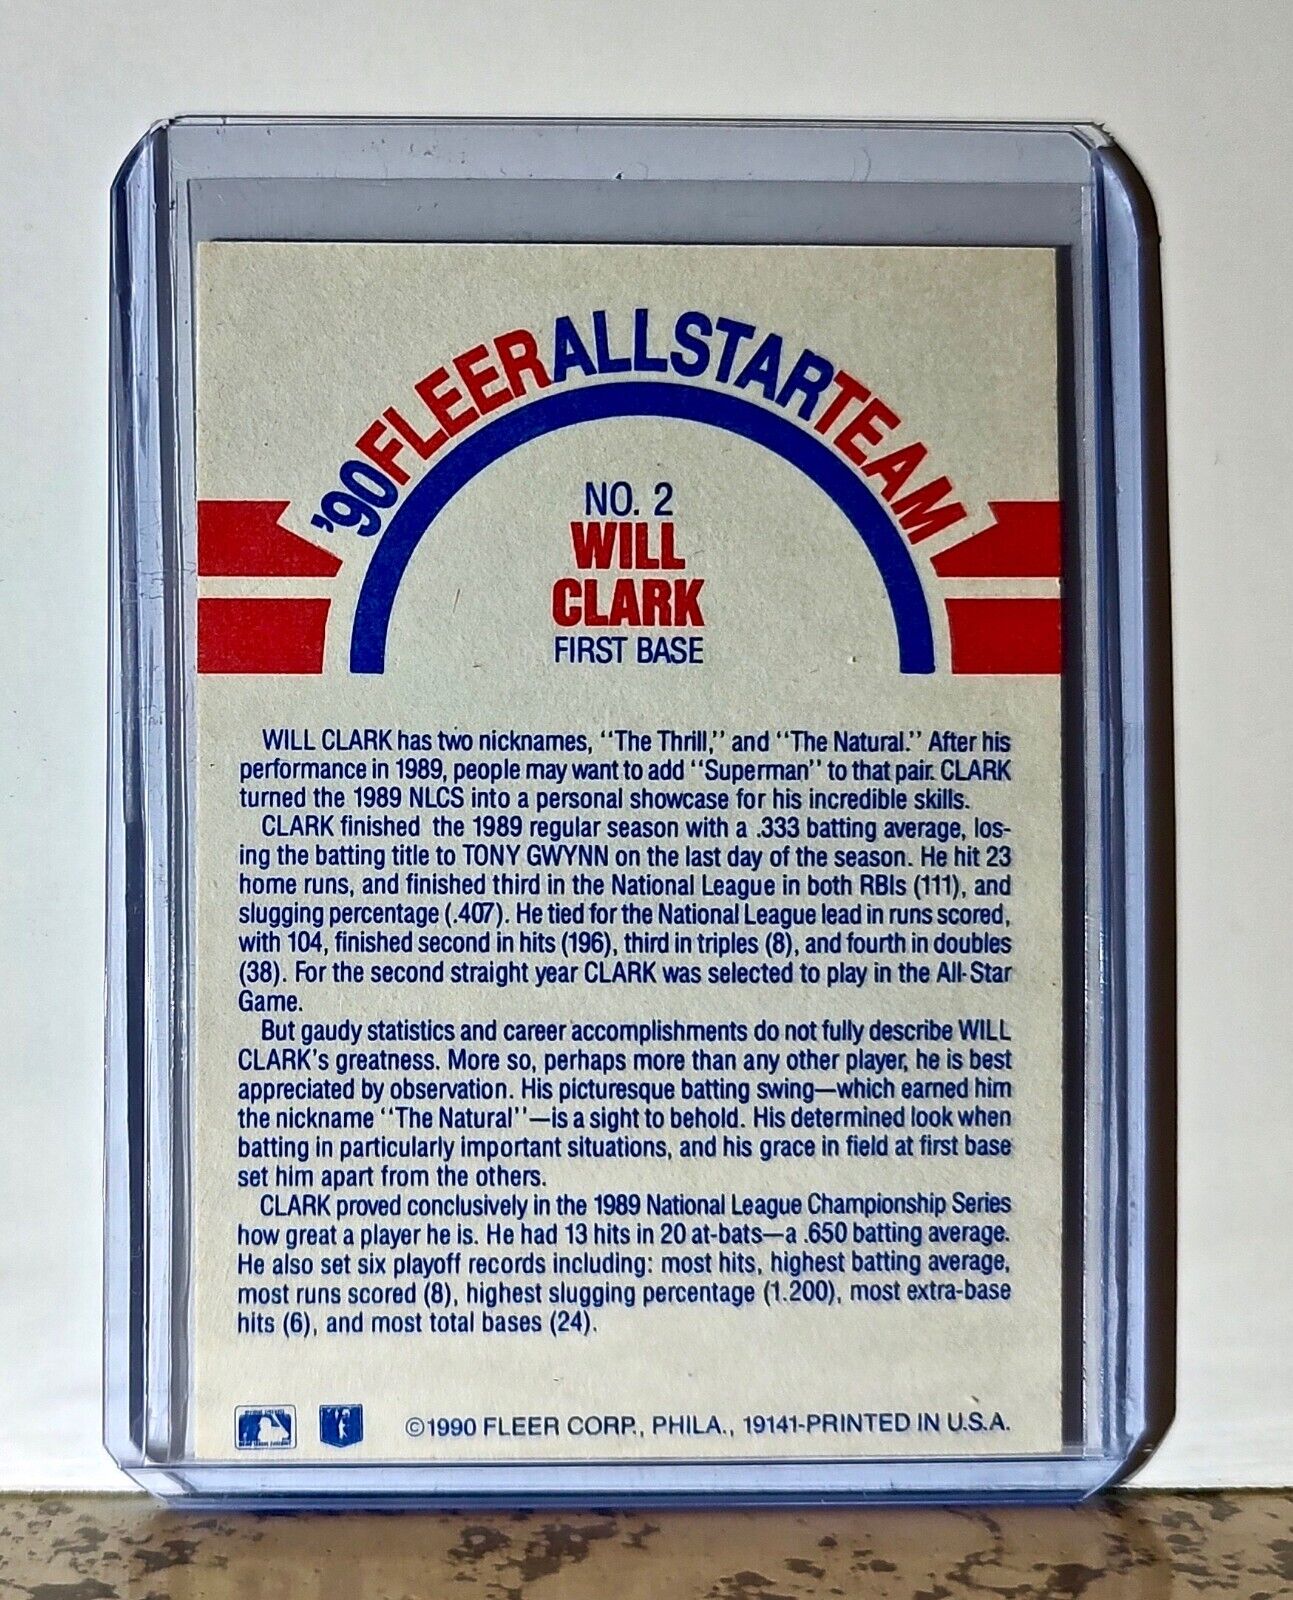 '90 FLEER ALL STAR TEAM
NO. 2
WILL
CLARK
FIRST BASE
WILL CLARK has two nicknames, "The Thrill," and "The Natural." After his
performance in 1989, people may want to add "Superman" to that pair. CLARK
turned the 1989 NLCS into a personal showcase for his incredible skills.
CLARK finished the 1989 regular season with a .333 batting average, los-
ing the batting title to TONY GWYNN on the last day of the season. He hit 23
home runs, and finished third in the National League in both RBIs (111), and
slugging percentage (.407). He tied for the National League lead in runs scored,
with 104, finished second in hits (196), third in triples (8), and fourth in doubles
(38). For the second straight year CLARK was selected to play in the All-Star
Game.
But gaudy statistics and career accomplishments do not fully describe WILL
CLARK's greatness. More so, perhaps more than any other player, he is best
appreciated by observation. His picturesque batting swing—which earned him
the nickname "The Natural"—is a sight to behold. His determined look when
batting in particularly important situations, and his grace in field at first base
set him apart from the others.
CLARK proved conclusively in the 1989 National League Championship Series
how great a player he is. He had 13 hits in 20 at-bats—a .650 batting average.
He also set six playoff records including: most hits, highest batting average,
most runs scored (8), highest slugging percentage (1.200), most extra-base
hits (6), and most total bases (24).
©1990 FLEER CORP., PHILA., 19141-PRINTED IN U.S.A.